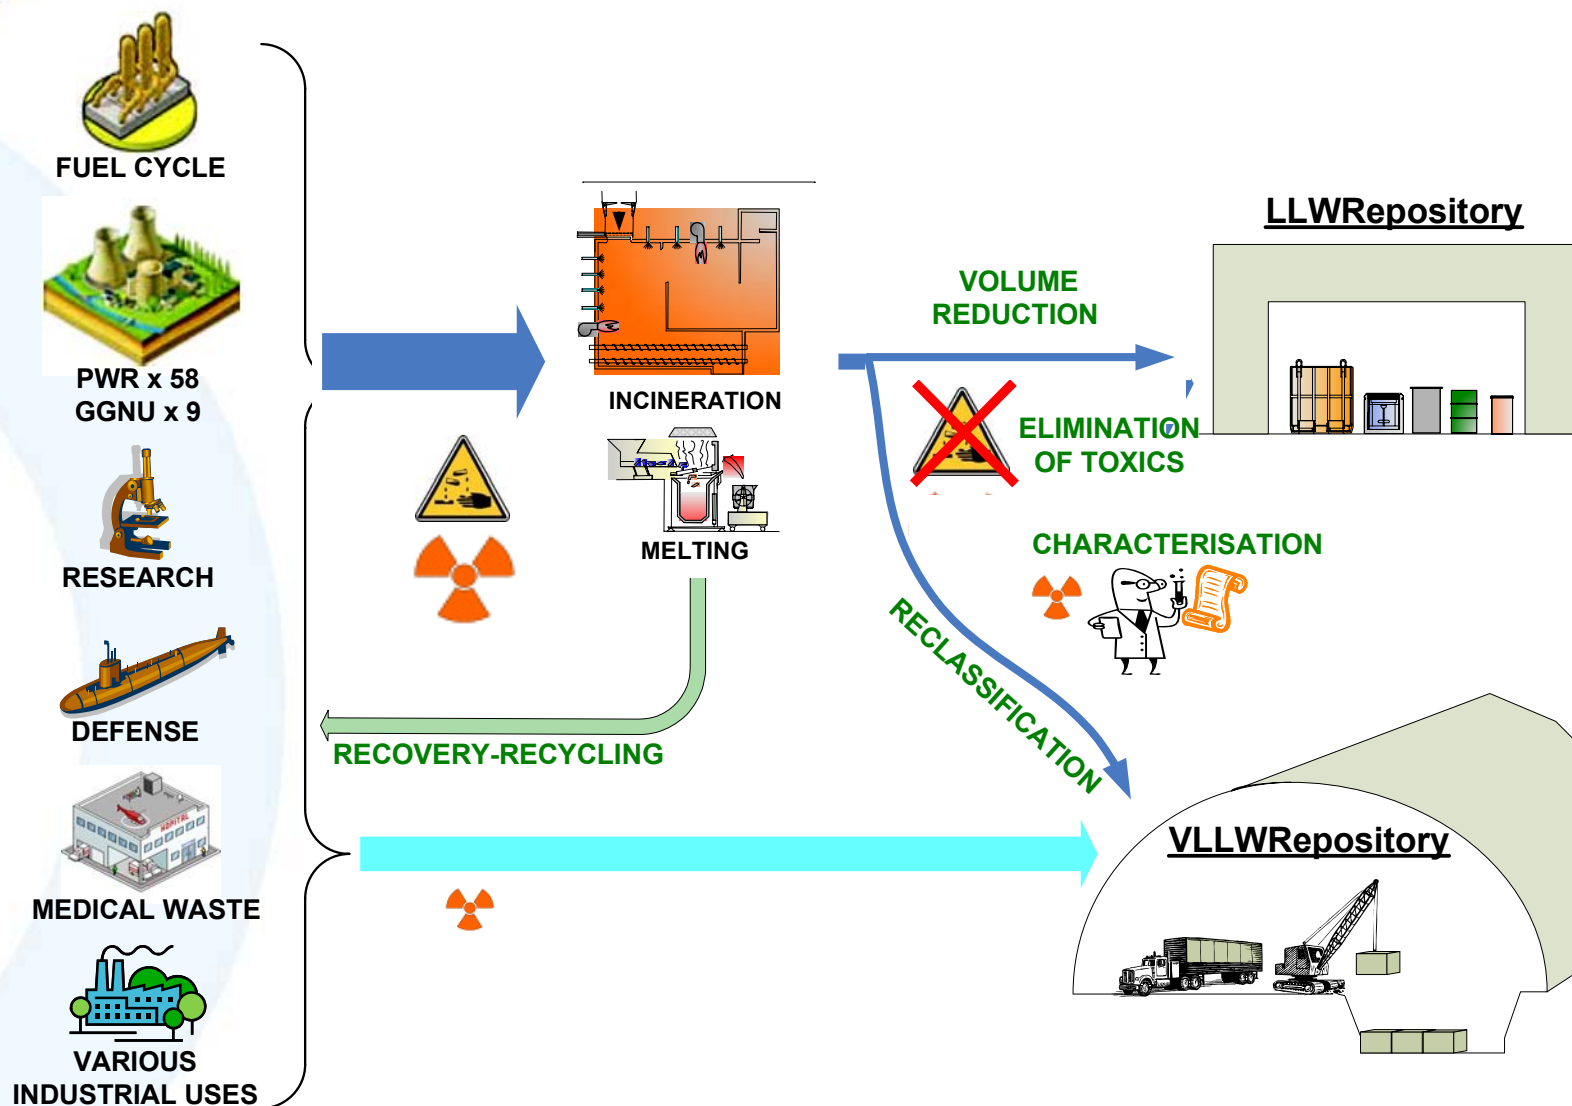 FUEL CYCLE
PWR x 58
GGNU x 9
RESEARCH
DEFENSE
HOPITAL
MEDICAL WASTE
VARIOUS
INDUSTRIAL USES
INCINERATION
MELTING
RECOVERY-RECYCLING
VOLUME
REDUCTION
ELIMINATION
OF TOXICS
CHARACTERISATION
RECLASSIFICATION
LLWRepository
VLLWRepository